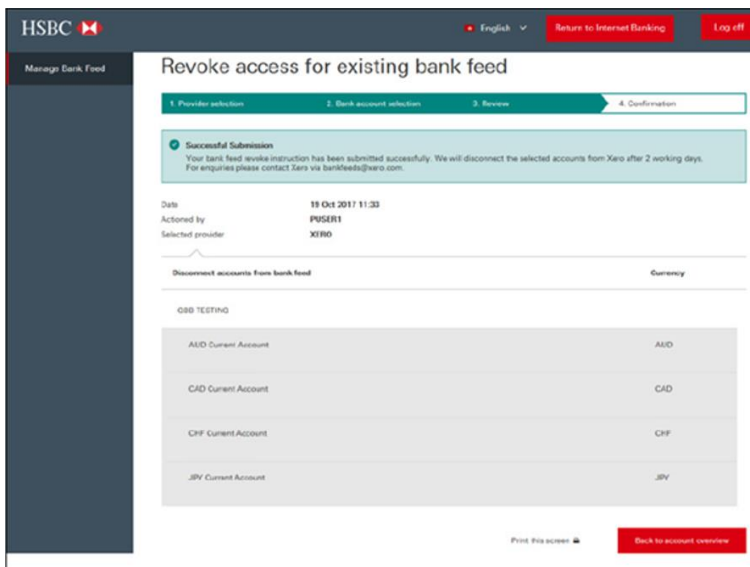 HSBC
English
Return to Internet Banking
Log off
Manage Bank Feed
Revoke access for existing bank feed
1. Provider selection
2. Bank account selection
3. Review
4. Confirmation
Successful Submission
Your bank feed revoke instruction has been submitted successfully. We will disconnect the selected accounts from Xero after 2 working days.
For enquiries please contact Xero via bankfeeds@xero.com.
Date 19 Oct 2017 11:33
Actioned by PUSER1
Selected provider XERO
Disconnect accounts from bank feed Currency
GBB TESTING
AUD Current Account AUD
CAD Current Account CAD
CHF Current Account CHF
JPY Current Account JPY
Print this screen
Back to account overview